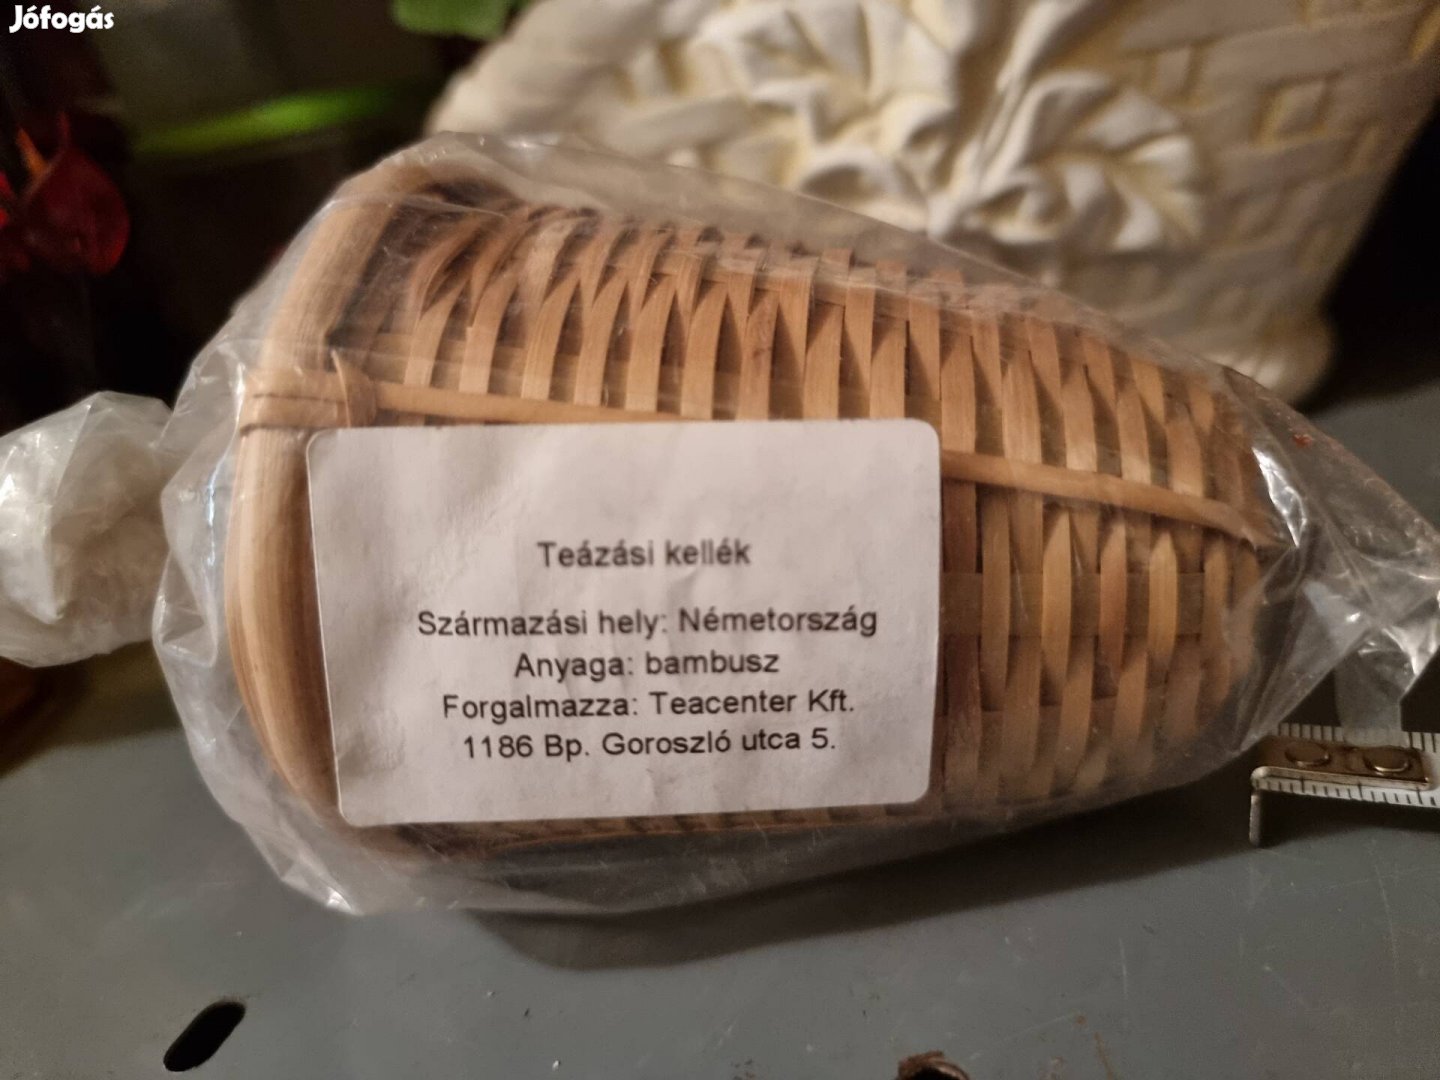 Jófogás
Teázási kellék
Származási hely: Németország
Anyaga: bambusz
Forgalmazza: Teacenter Kft.
1186 Bp. Goroszló utca 5.